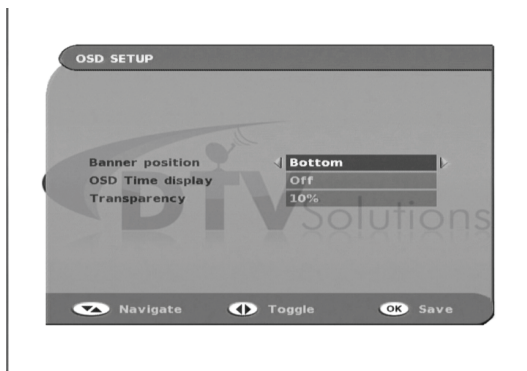 OSD SETUP
Banner position Bottom
OSD Time display Off
Transparency 10%
DTV Solutions
Navigate Toggle OK Save